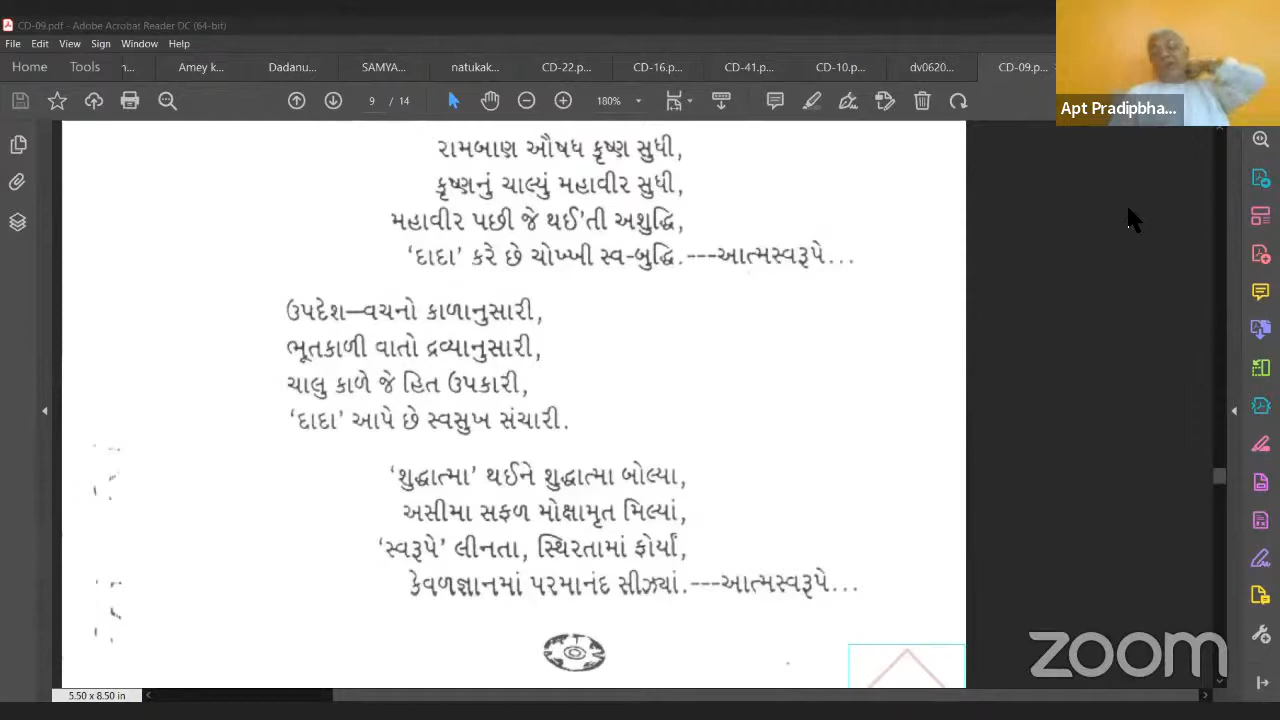 CD-09.pdf - Adobe Acrobat Reader DC (64-bit)
File Edit View Sign Window Help
Home Tools n... Amey k... Dadanu... SAMYA... natukak... CD-22.p... CD-16.p... CD-41.p... CD-10.p... dv0620... CD-09.p...
9 / 14 180%
Apt Pradipbha...
રામબાણ ઔષધ કૃષ્ણ સુધી,
કૃષ્ણનું ચાલ્યું મહાવીર સુધી,
મહાવીર પછી જે થઈ'તી અશુદ્ધિ,
‘દાદા’ કરે છે ચોખ્ખી સ્વ-બુદ્ધિ.---આત્મસ્વરૂપે...
ઉપદેશ—વચનો કાળાનુસારી,
ભૂતકાળી વાતો દ્રવ્યાનુસારી,
ચાલુ કાળે જે હિત ઉપકારી,
‘દાદા’ આપે છે સ્વસુખ સંચારી.
‘શુદ્ધાત્મા’ થઈને શુદ્ધાત્મા બોલ્યા,
અસીમા સફળ મોક્ષામૃત મિલ્યાં,
‘સ્વરૂપે’ લીનતા, સ્થિરતામાં ફોર્યાં,
કેવળજ્ઞાનમાં પરમાનંદ સીઝ્યાં.---આત્મસ્વરૂપે...
zoom
5.50 x 8.50 in